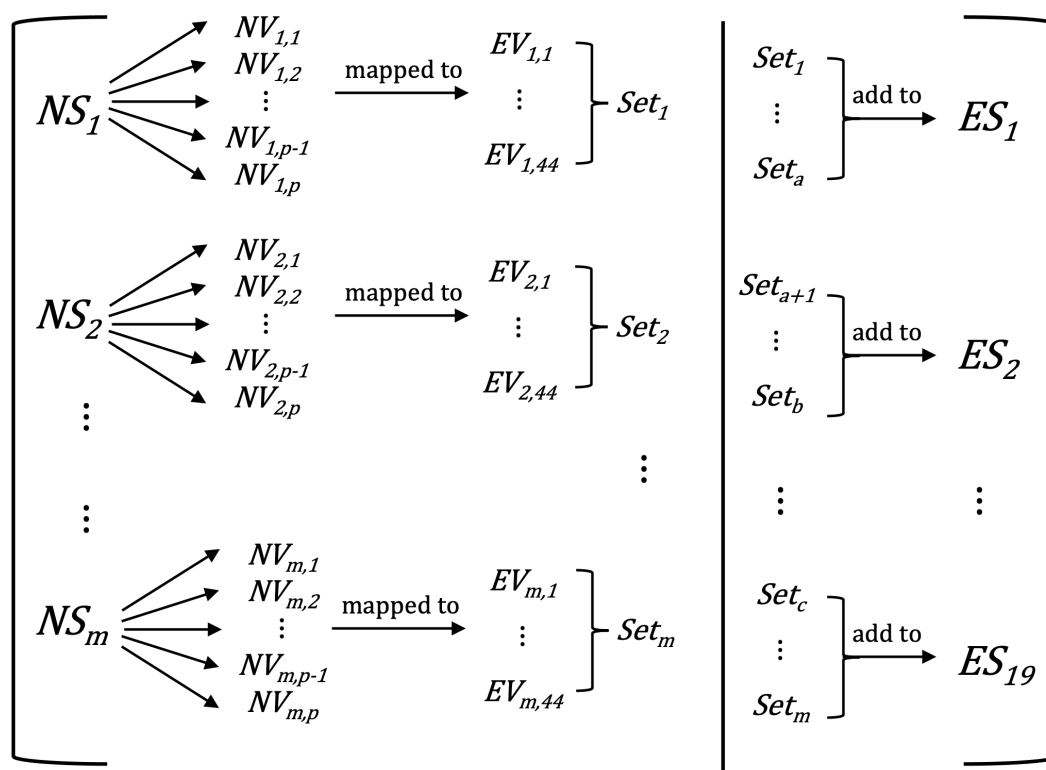 NS₁
NV₁,₁
NV₁,₂
⋮
NV₁,ₚ₋₁
NV₁,ₚ
mapped to
EV₁,₁
⋮
EV₁,₄₄
Set₁
NS₂
NV₂,₁
NV₂,₂
⋮
NV₂,ₚ₋₁
NV₂,ₚ
mapped to
EV₂,₁
⋮
EV₂,₄₄
Set₂
⋮
⋮
⋮
NSₘ
NVₘ,₁
NVₘ,₂
⋮
NVₘ,ₚ₋₁
NVₘ,ₚ
mapped to
EVₘ,₁
⋮
EVₘ,₄₄
Setₘ
Set₁
⋮
Setₐ
add to
ES₁
Setₐ₊₁
⋮
Set_b
add to
ES₂
⋮
⋮
Set_c
⋮
Setₘ
add to
ES₁₉